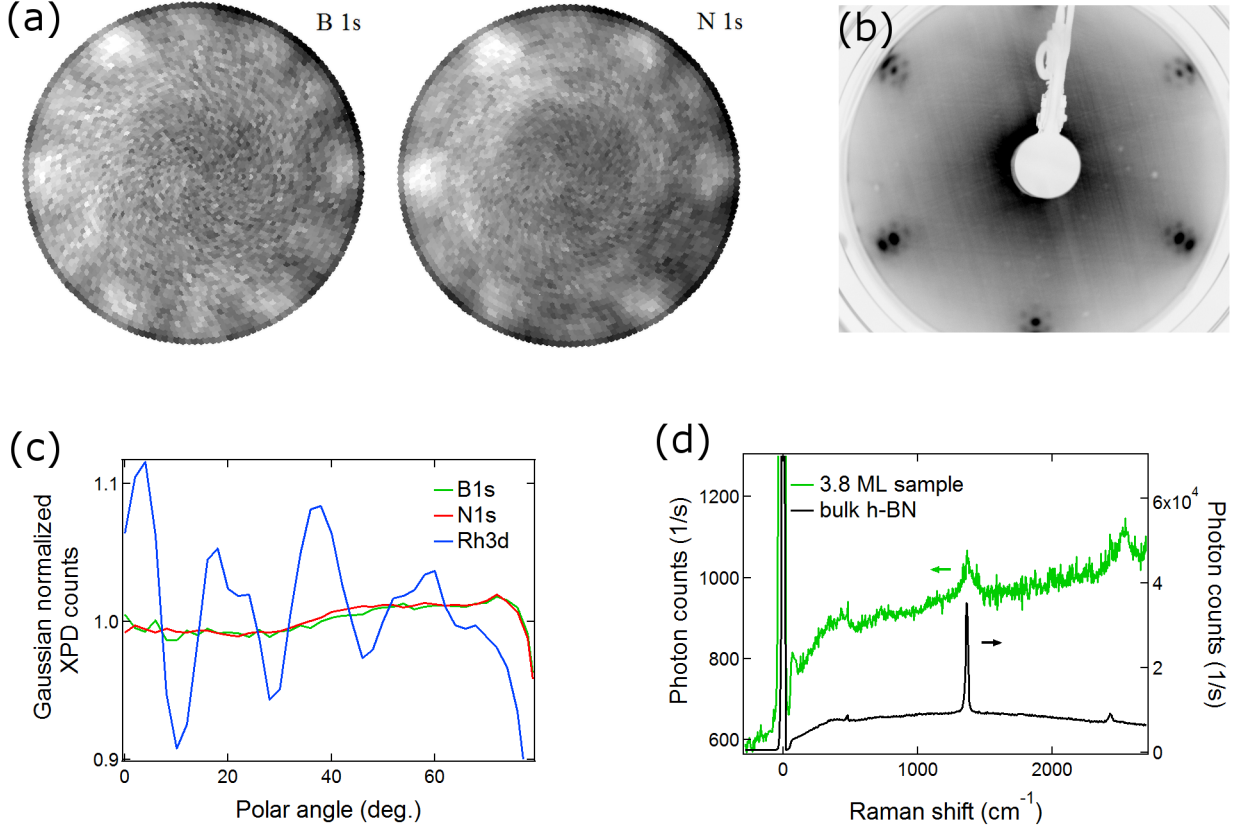 (a)
B 1s
N 1s
(b)
(c)
1.1
1.0
0.9
Gaussian normalized
XPD counts
B1s
N1s
Rh3d
0
20
40
60
Polar angle (deg.)
(d)
1200
1000
800
600
Photon counts (1/s)
3.8 ML sample
bulk h-BN
6x10⁴
4
2
0
Photon counts (1/s)
0
1000
2000
Raman shift (cm⁻¹)